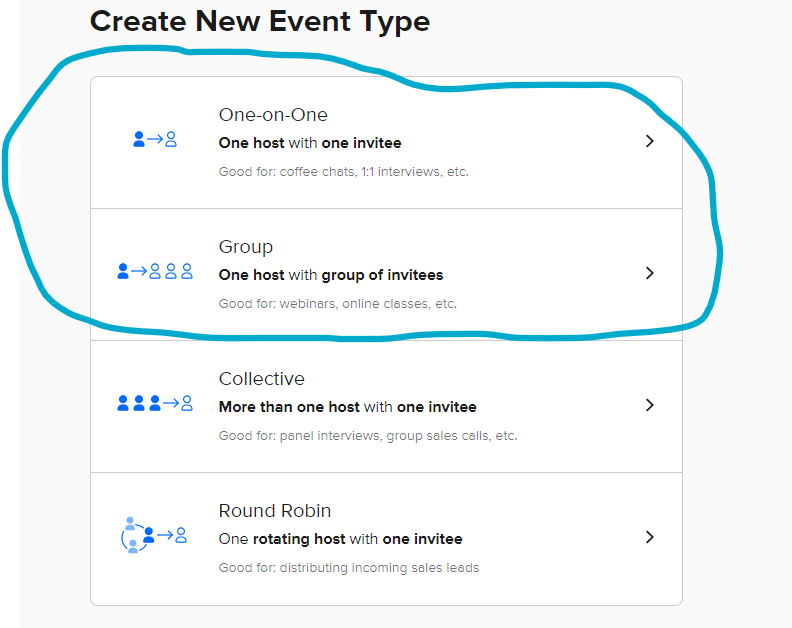 Create New Event Type
One-on-One
One host with one invitee
Good for: coffee chats, 1:1 interviews, etc.
Group
One host with group of invitees
Good for: webinars, online classes, etc.
Collective
More than one host with one invitee
Good for: panel interviews, group sales calls, etc.
Round Robin
One rotating host with one invitee
Good for: distributing incoming sales leads